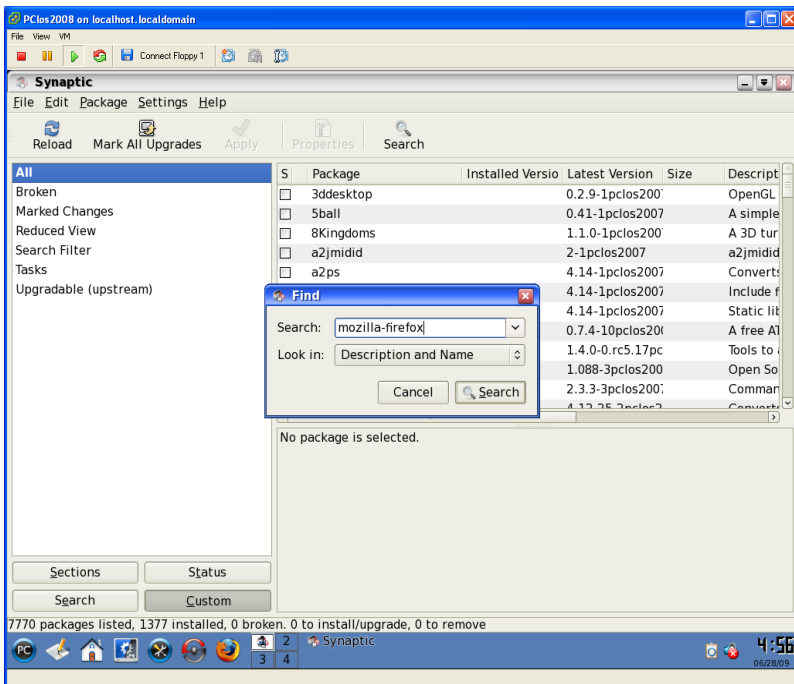 PClos2008 on localhost.localdomain
File View VM
Connect Floppy 1
Synaptic
File Edit Package Settings Help
Reload Mark All Upgrades Apply Properties Search
All
Broken
Marked Changes
Reduced View
Search Filter
Tasks
Upgradable (upstream)
S Package Installed Versio Latest Version Size Descript
3ddesktop 0.2.9-1pclos200 OpenGL
5ball 0.41-1pclos2007 A simple
8Kingdoms 1.1.0-1pclos200 A 3D tur
a2jmidid 2-1pclos2007 a2jmidid
a2ps 4.14-1pclos2007 Converts
4.14-1pclos2007 Include f
4.14-1pclos2007 Static lib
0.7.4-10pclos20 A free AT
1.4.0-0.rc5.17pc Tools to
1.088-3pclos200 Open So
2.3.3-3pclos2007 Comman
Find
Search: mozilla-firefox
Look in: Description and Name
Cancel Search
No package is selected.
Sections Status
Search Custom
7770 packages listed, 1377 installed, 0 broken. 0 to install/upgrade, 0 to remove
PC 2 3 4 Synaptic 4:56
06/28/09